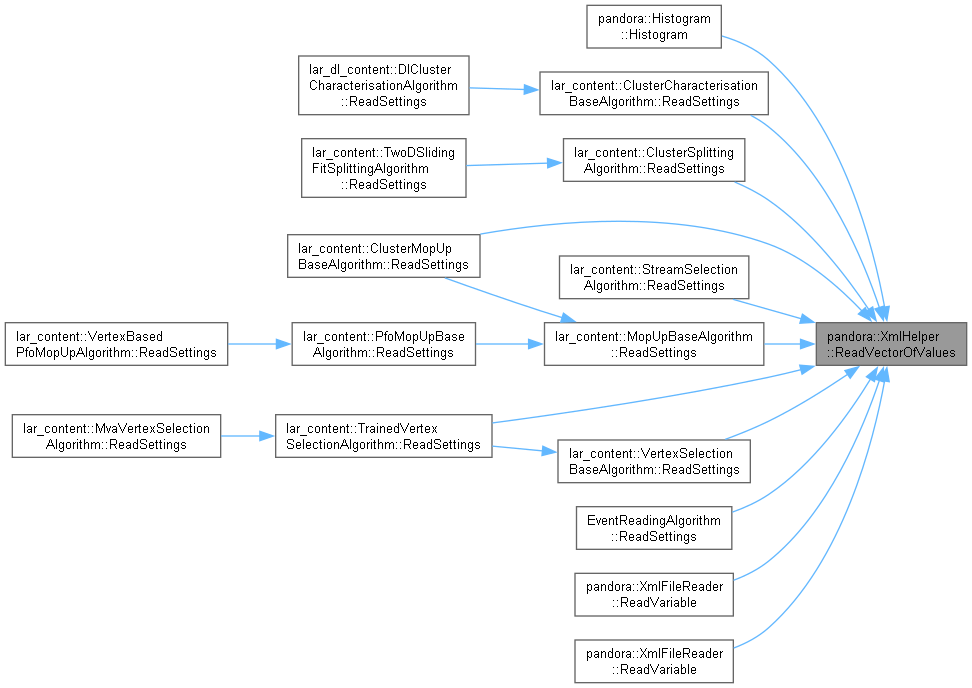 pandora::Histogram
::Histogram
lar_dl_content::DlCluster
CharacterisationAlgorithm
::ReadSettings
lar_content::ClusterCharacterisation
BaseAlgorithm::ReadSettings
lar_content::TwoDSliding
FitSplittingAlgorithm
::ReadSettings
lar_content::ClusterSplitting
Algorithm::ReadSettings
lar_content::ClusterMopUp
BaseAlgorithm::ReadSettings
lar_content::StreamSelection
Algorithm::ReadSettings
lar_content::VertexBased
PfoMopUpAlgorithm::ReadSettings
lar_content::PfoMopUpBase
Algorithm::ReadSettings
lar_content::MopUpBaseAlgorithm
::ReadSettings
pandora::XmlHelper
::ReadVectorOfValues
lar_content::MvaVertexSelection
Algorithm::ReadSettings
lar_content::TrainedVertex
SelectionAlgorithm::ReadSettings
lar_content::VertexSelection
BaseAlgorithm::ReadSettings
EventReadingAlgorithm
::ReadSettings
pandora::XmlFileReader
::ReadVariable
pandora::XmlFileReader
::ReadVariable